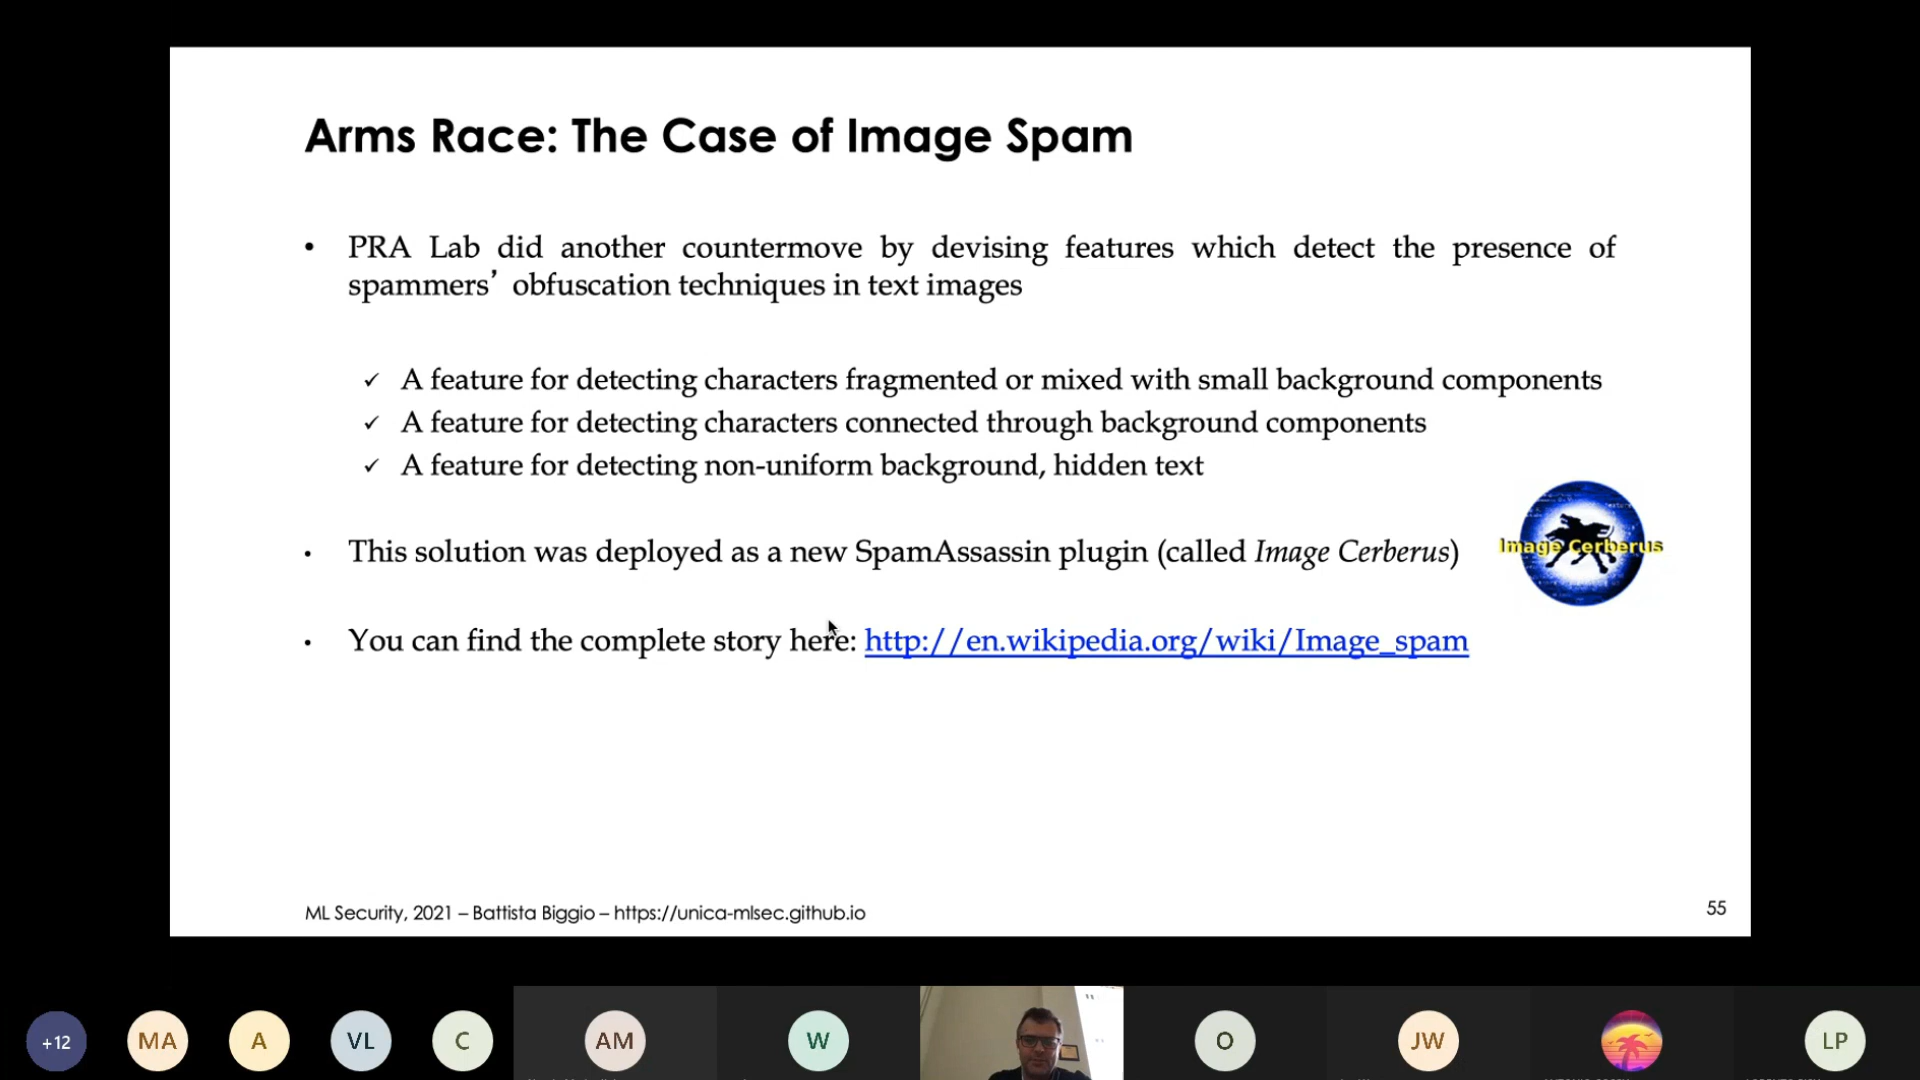 Arms Race: The Case of Image Spam
• PRA Lab did another countermove by devising features which detect the presence of
spammers’ obfuscation techniques in text images
✓ A feature for detecting characters fragmented or mixed with small background components
✓ A feature for detecting characters connected through background components
✓ A feature for detecting non-uniform background, hidden text
• This solution was deployed as a new SpamAssassin plugin (called Image Cerberus)
Image Cerberus
• You can find the complete story here: http://en.wikipedia.org/wiki/Image_spam
ML Security, 2021 – Battista Biggio – https://unica-mlsec.github.io
55
+12
MA
A
VL
C
AM
W
O
JW
LP